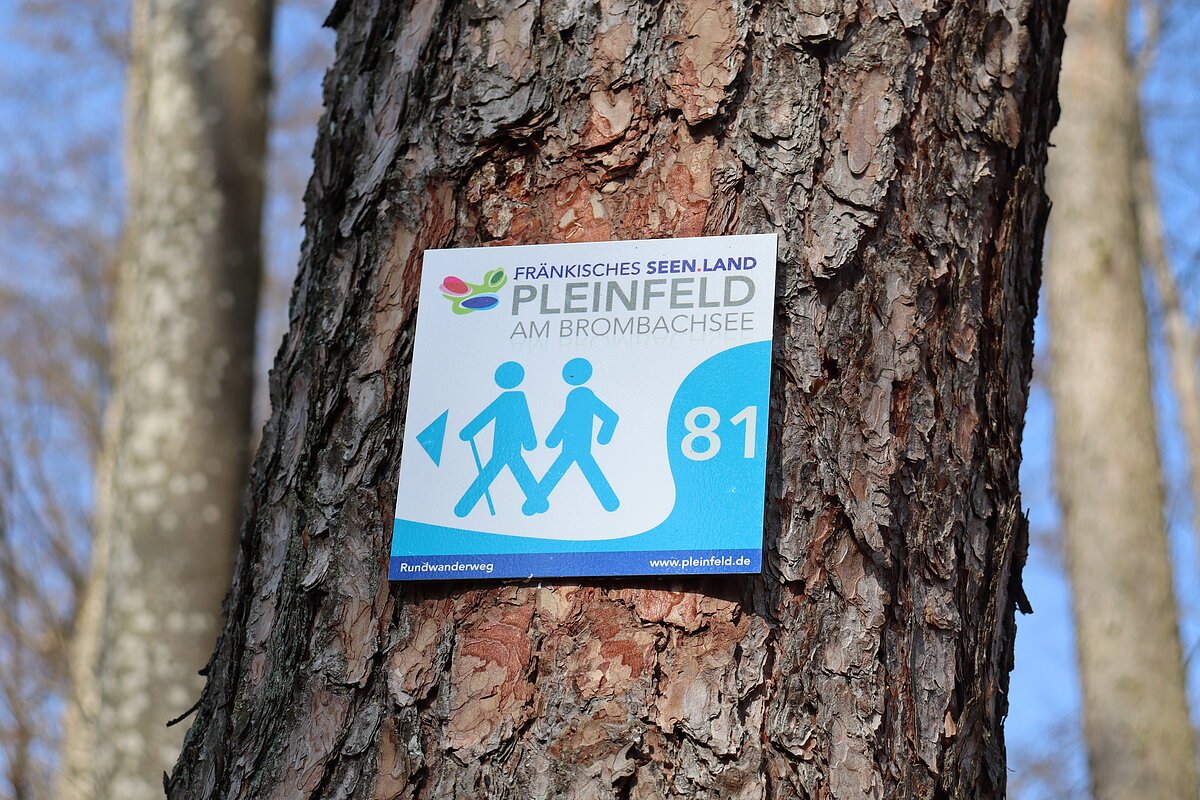 FRÄNKISCHES SEEN.LAND
PLEINFELD
AM BROMBACHSEE
81
Rundwanderweg
www.pleinfeld.de